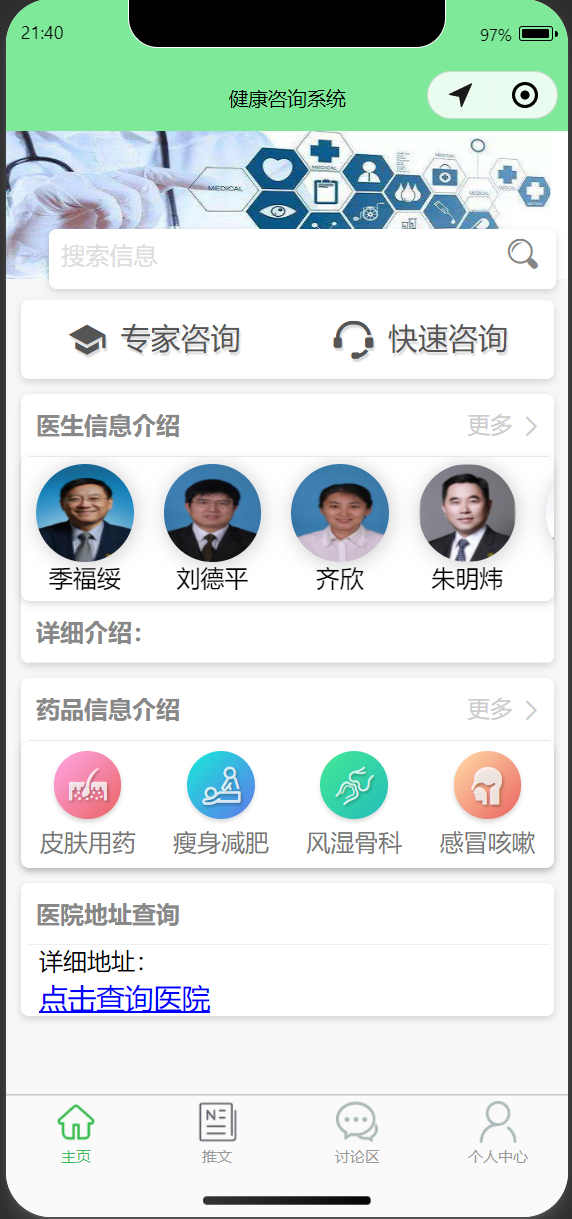 21:40
97%
健康咨询系统
MEDICAL
搜索信息
专家咨询
快速咨询
医生信息介绍
更多
季福绥
刘德平
齐欣
朱明炜
详细介绍：
药品信息介绍
更多
皮肤用药
瘦身减肥
风湿骨科
感冒咳嗽
医院地址查询
详细地址：
点击查询医院
主页
推文
讨论区
个人中心